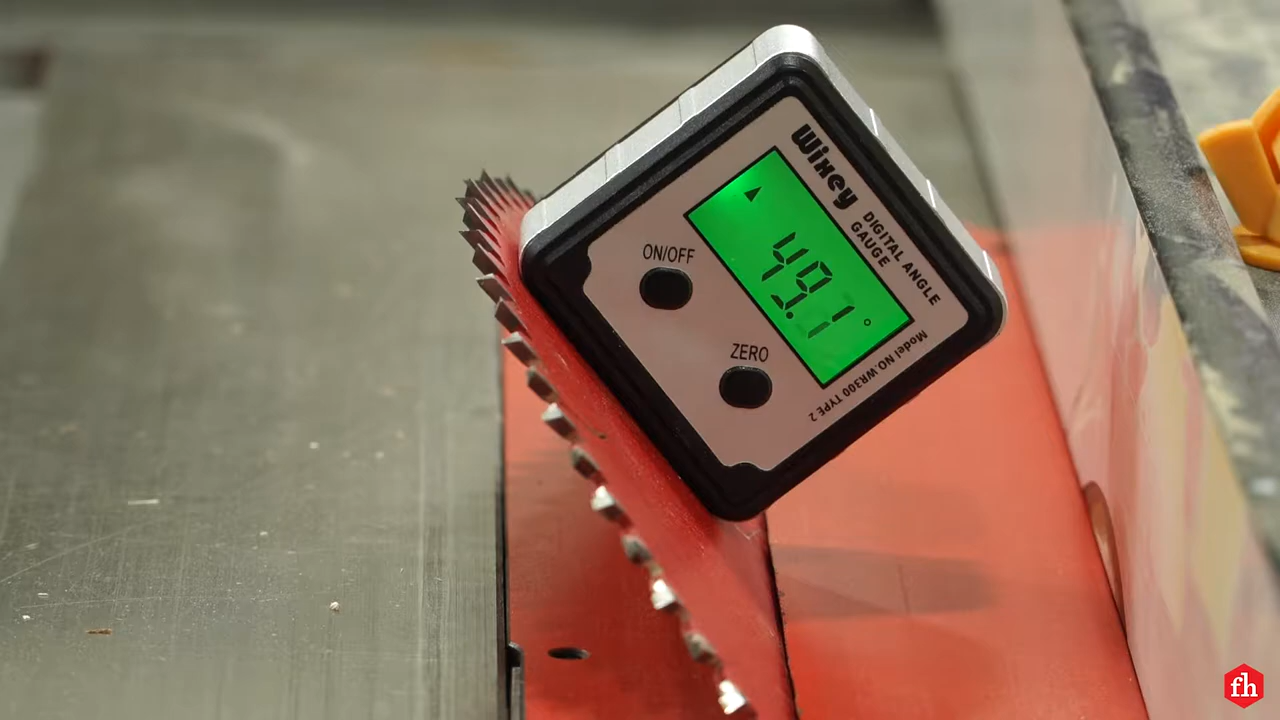 Wixey
DIGITAL ANGLE
GAUGE
49.1°
ON/OFF
ZERO
Model NO.WR300 TYPE 2
fh